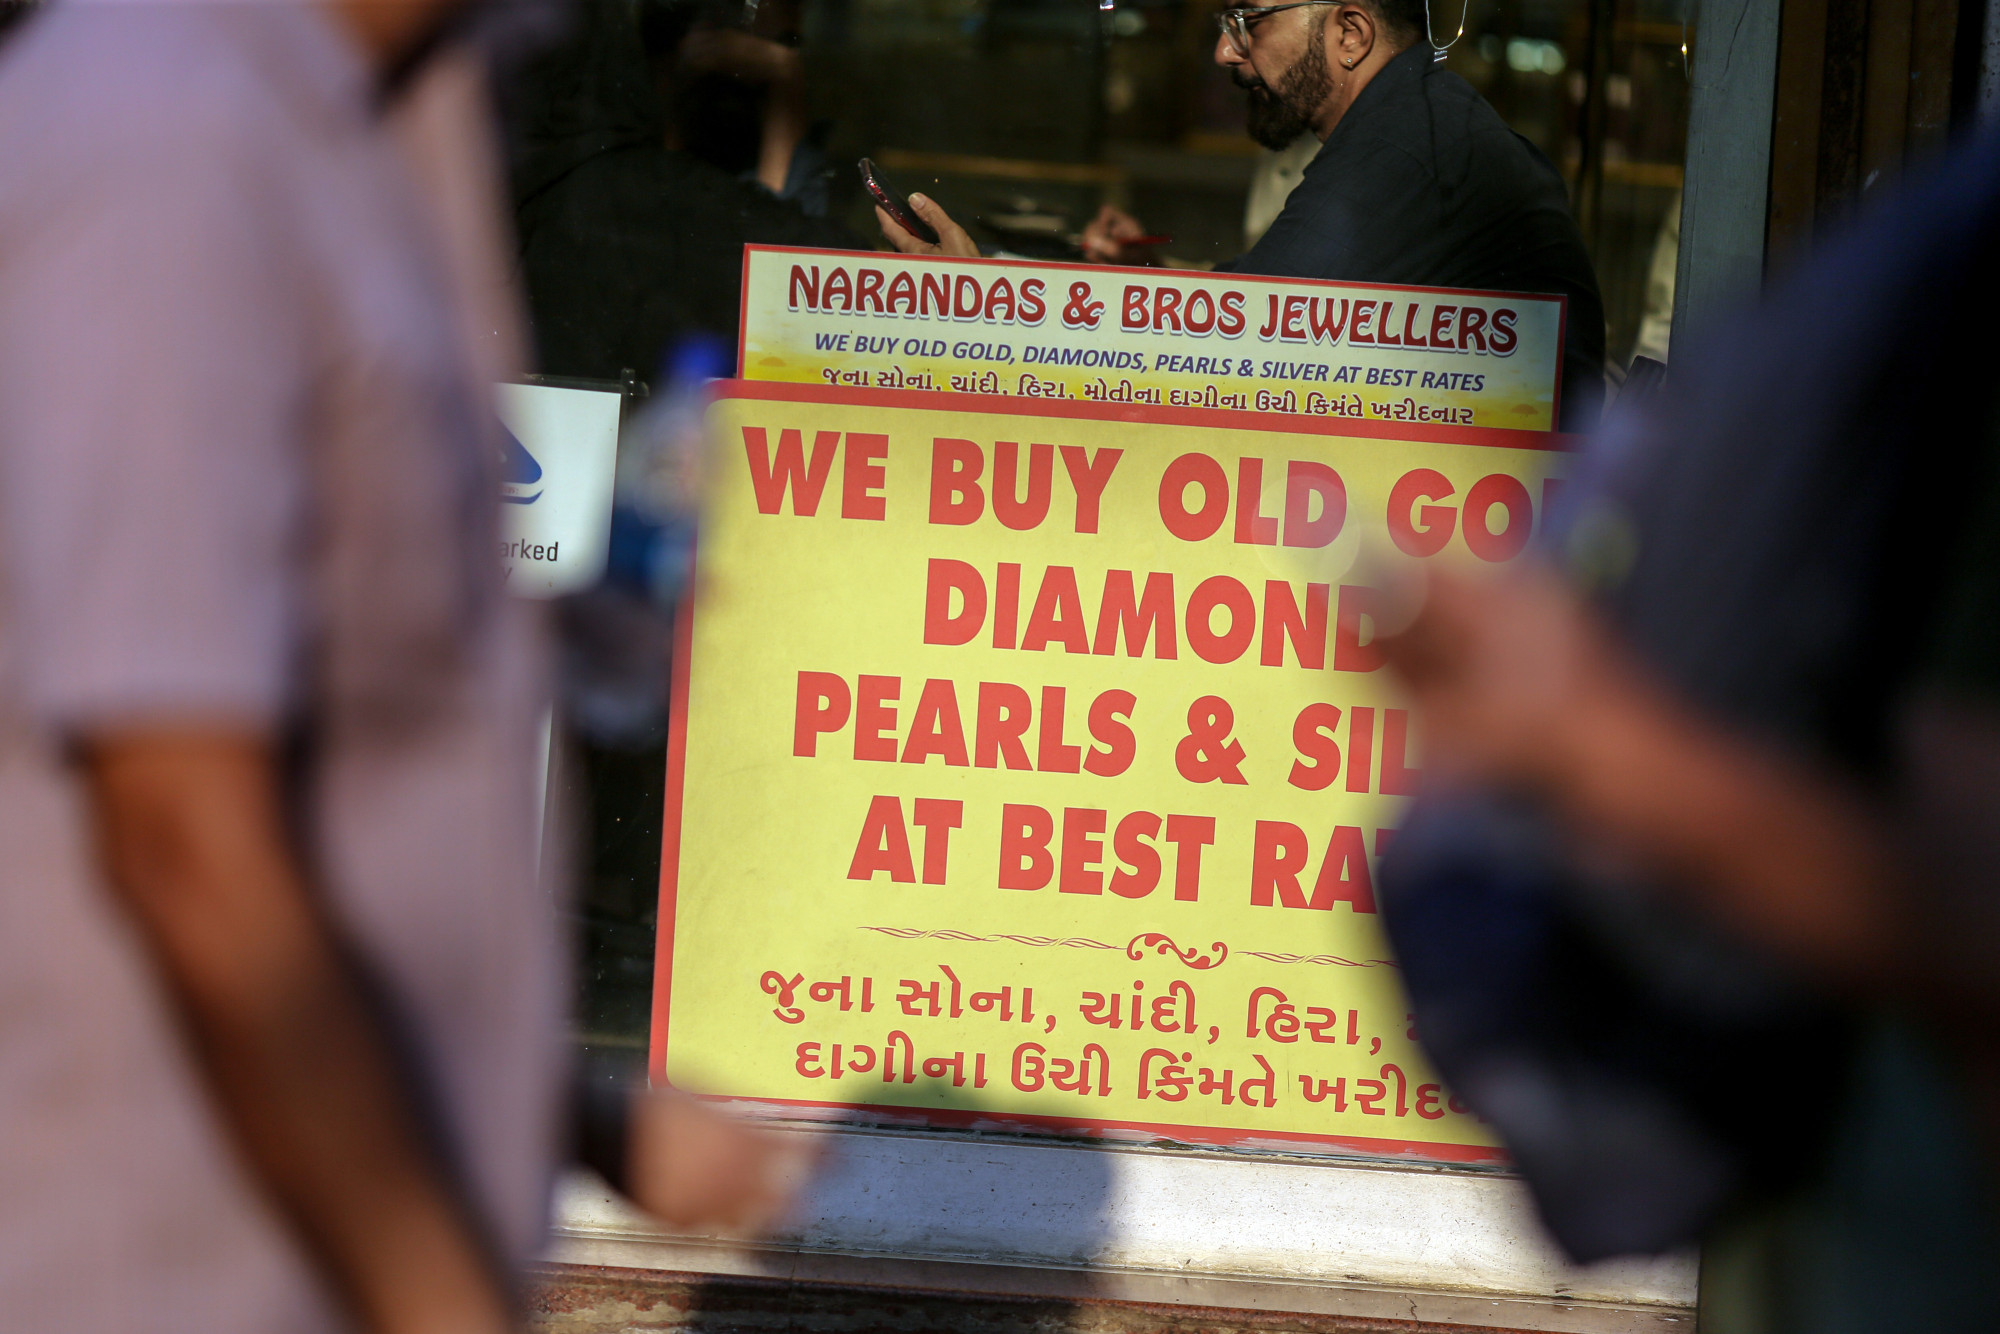 NARANDAS & BROS JEWELLERS
WE BUY OLD GOLD, DIAMONDS, PEARLS & SILVER AT BEST RATES
જુના સોના, ચાંદી, હિરા, મોતીના દાગીના ઉંચી કિંમતે ખરીદનાર
WE BUY OLD GO
DIAMOND
PEARLS & SIL
AT BEST RA
જુના સોના, ચાંદી, હિરા,
દાગીના ઉંચી કિંમતે ખરીદ
arked